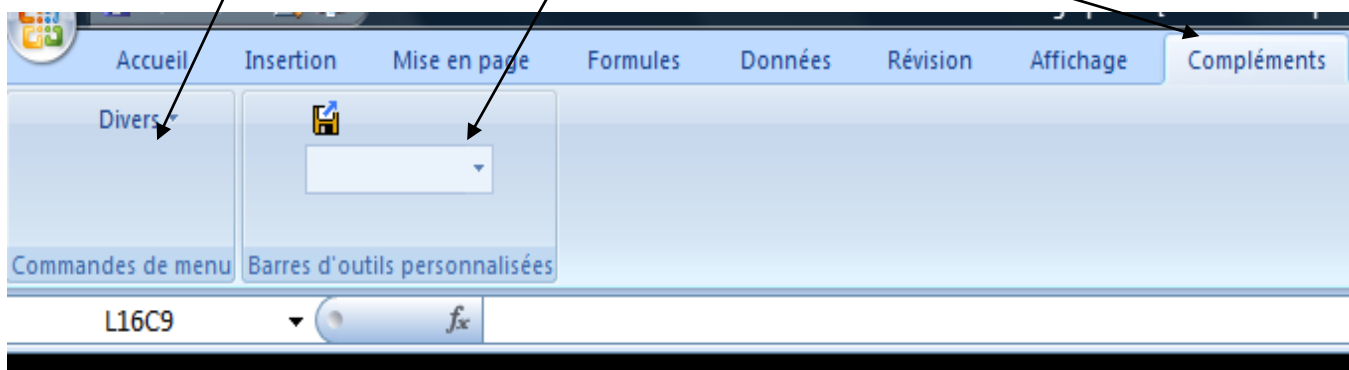 Accueil Insertion Mise en page Formules Données Révision Affichage Compléments
Divers
Commandes de menu Barres d'outils personnalisées
L16C9 fx